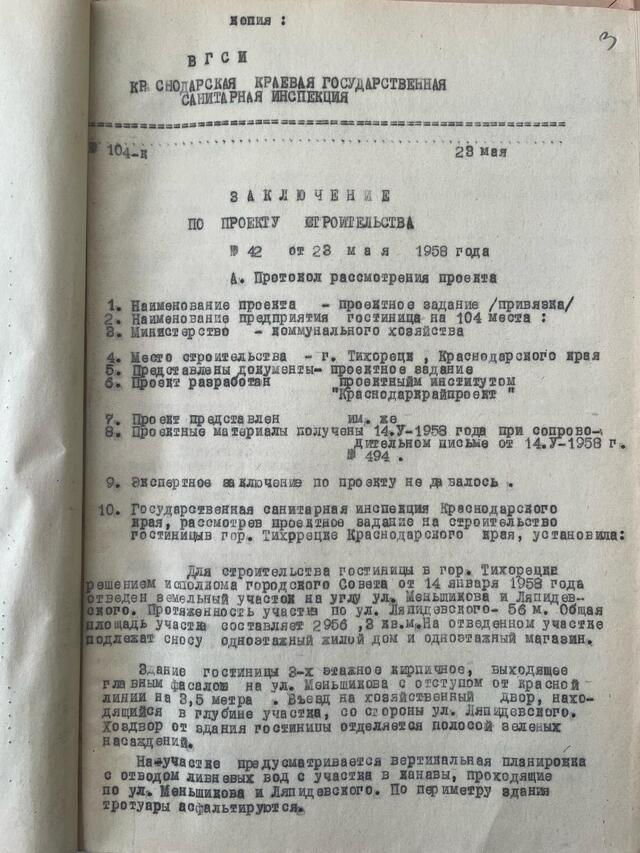 копия :
3
В Г С И
КРАСНОДАРСКАЯ КРАЕВАЯ ГОСУДАРСТВЕННАЯ
САНИТАРНАЯ ИНСПЕКЦИЯ
№ 104-к 23 мая
З А К Л Ю Ч Е Н И Е
ПО ПРОЕКТУ СТРОИТЕЛЬСТВА
№ 42 от 23 м а я 1958 года
А. Протокол рассмотрения проекта
1. Наименование проекта - проектное задание /привязка/
2. Наименование предприятия гостиница на 104 места :
3. Министерство - коммунального хозяйства
4. Место строительства - г. Тихорецк , Краснодарского края
5. Представлены документы- проектное задание
6. Проект разработан Проектныйм институтом
"Краснодаркрайпроект "
7. Проект представлен им. же
8. Проектные материалы получены 14.У-1958 года при сопрово-
дительном письме от 14.У-1958 г.
№ 494 .
9. Экспертное заключение по проекту не давалось .
10. Государственная санитарная инспекция Краснодарского
края, рассмотрев проектное задание на строительство
гостиницыв гор. Тихррецке Краснодарского края, установила:
Для строительства гостиницы в гор. Тихорецке
решением исполкома городского Совета от 14 января 1958 года
отведен земельный участок на углу ул. Меньшикова и Ляпидев-
ского. Протяженность участка по ул. Ляпидевского- 56 м. Общая
площадь участка составляет 2956 ,3 кв.м.На отведенном участке
подлежат сносу одноэтажный жилой дом и одноэтажный магазин.
Здание гостиницы 3-х этажное кирпичное, выходящее
главным фасалом на ул. Меньшикова с отступом от красной
линии на 3,5 метра . Въезд на хозяйственный двор, нахо-
дящийся в глубине участка, со стороны ул. Ляпидевского.
Хоздвор от здания гостиницы отделяется полосой зеленых
насаждений.
На участке предусматривается вертикальная планировка
с отводом ливневых вод с участка в канавы, проходящие
по ул. Меньшикова и Ляпидевского. По периметру здания
тротуары асфальтируются.